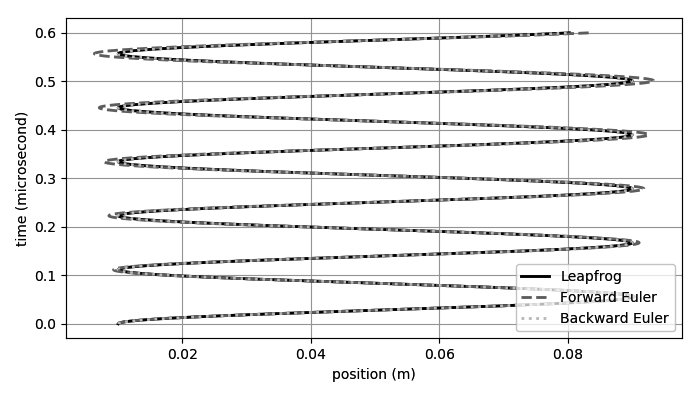 0.6
0.5
0.4
0.3
0.2
0.1
0.0
time (microsecond)
Leapfrog
Forward Euler
Backward Euler
0.02
0.04
0.06
0.08
position (m)